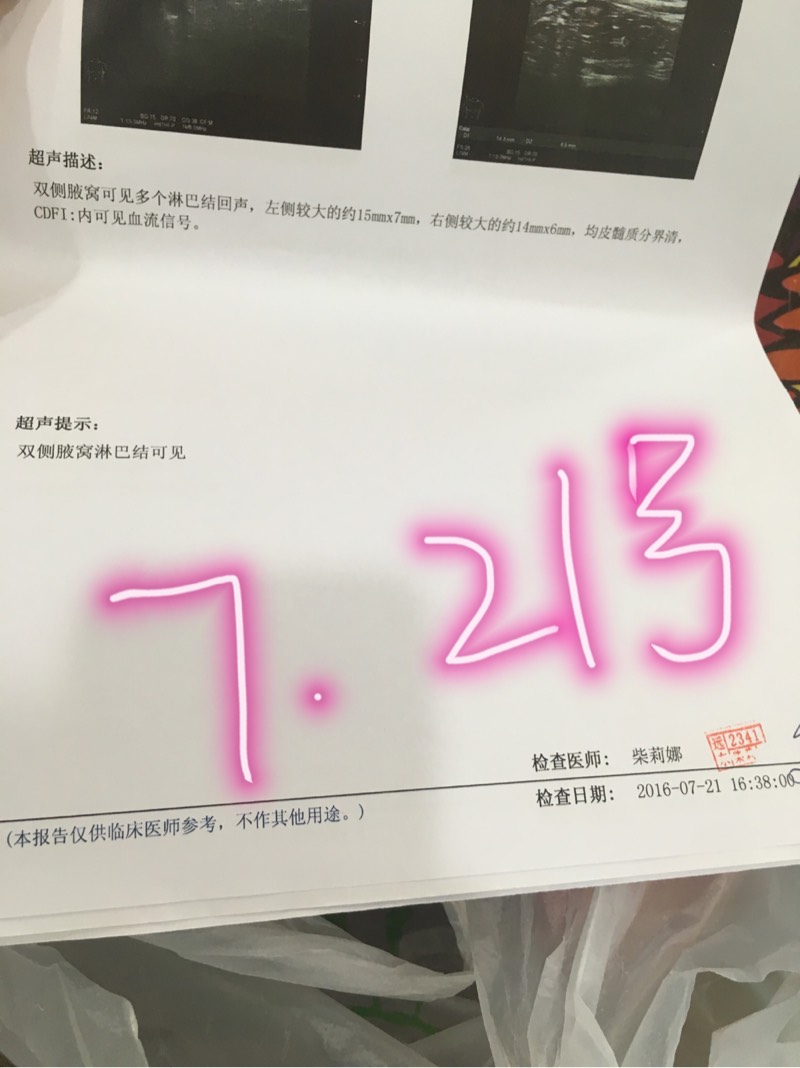 超声描述：
双侧腋窝可见多个淋巴结回声，左侧较大的约15mmx7mm，右侧较大的约14mmx6mm，均皮髓质分界清，
CDFI:内可见血流信号。
超声提示：
双侧腋窝淋巴结可见
7.21号
检查医师： 柴莉娜
2341
检查日期： 2016-07-21 16:38:00
(本报告仅供临床医师参考，不作其他用途。)